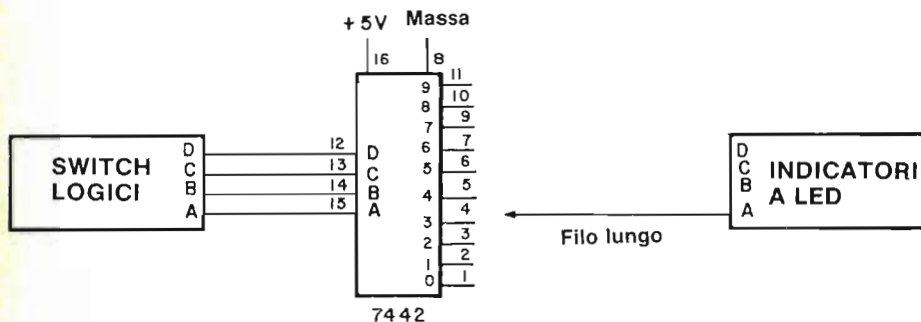 + 5V Massa
16 8
SWITCH
LOGICI
D
C
B
A
12
13
14
15
D
C
B
A
9
8
7
6
5
4
3
2
1
0
11
10
9
7
6
5
4
3
2
1
7442
Filo lungo
D
C
B
A
INDICATORI
A LED